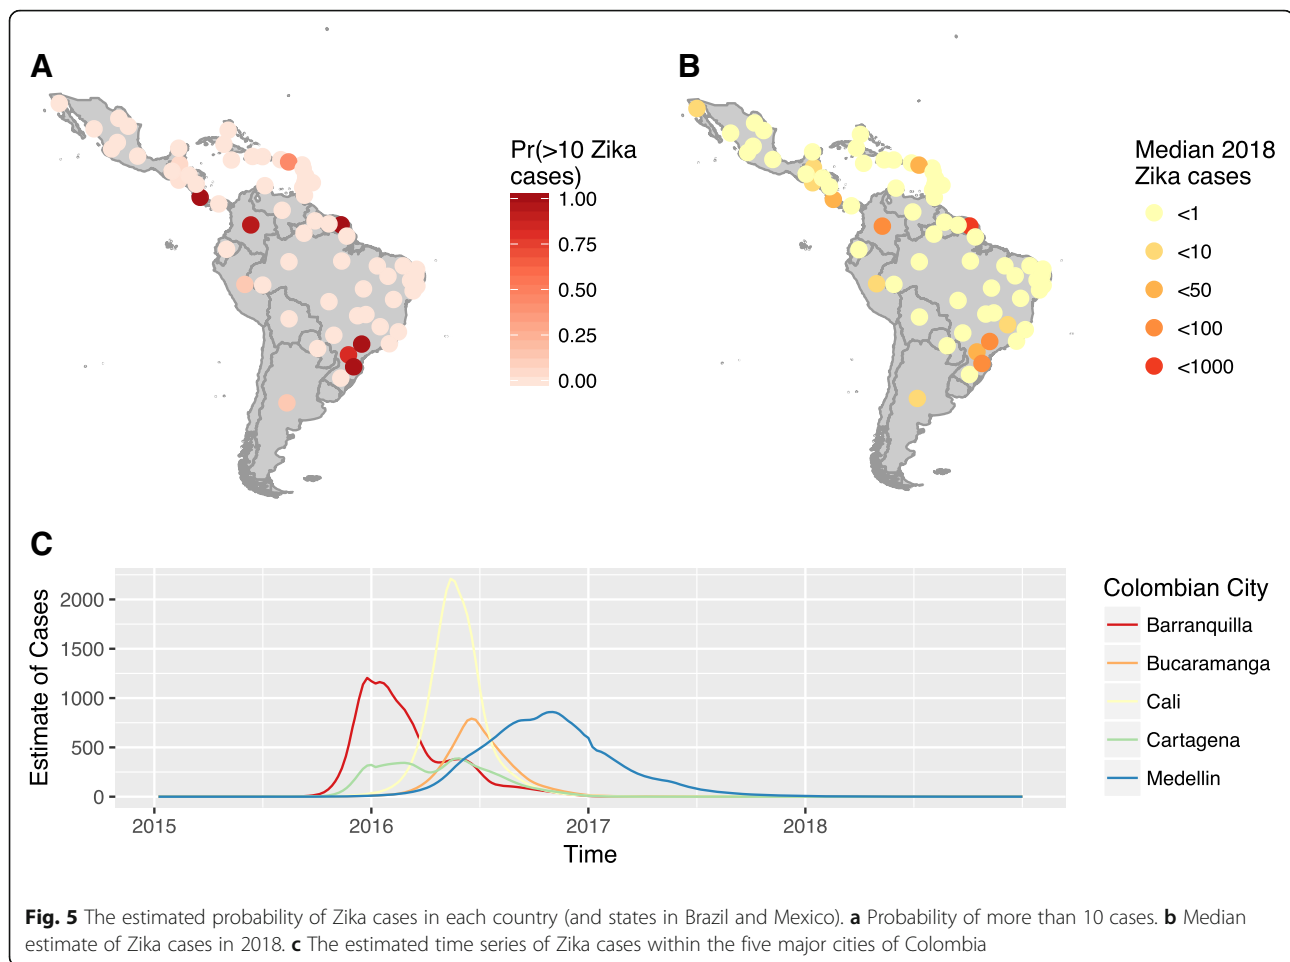 A
B
Pr(>10 Zika
cases)
1.00
0.75
0.50
0.25
0.00
Median 2018
Zika cases
<1
<10
<50
<100
<1000
C
Estimate of Cases
2000
1500
1000
500
0
2015
2016
2017
2018
Time
Colombian City
Barranquilla
Bucaramanga
Cali
Cartagena
Medellin
Fig. 5 The estimated probability of Zika cases in each country (and states in Brazil and Mexico). a Probability of more than 10 cases. b Median
estimate of Zika cases in 2018. c The estimated time series of Zika cases within the five major cities of Colombia